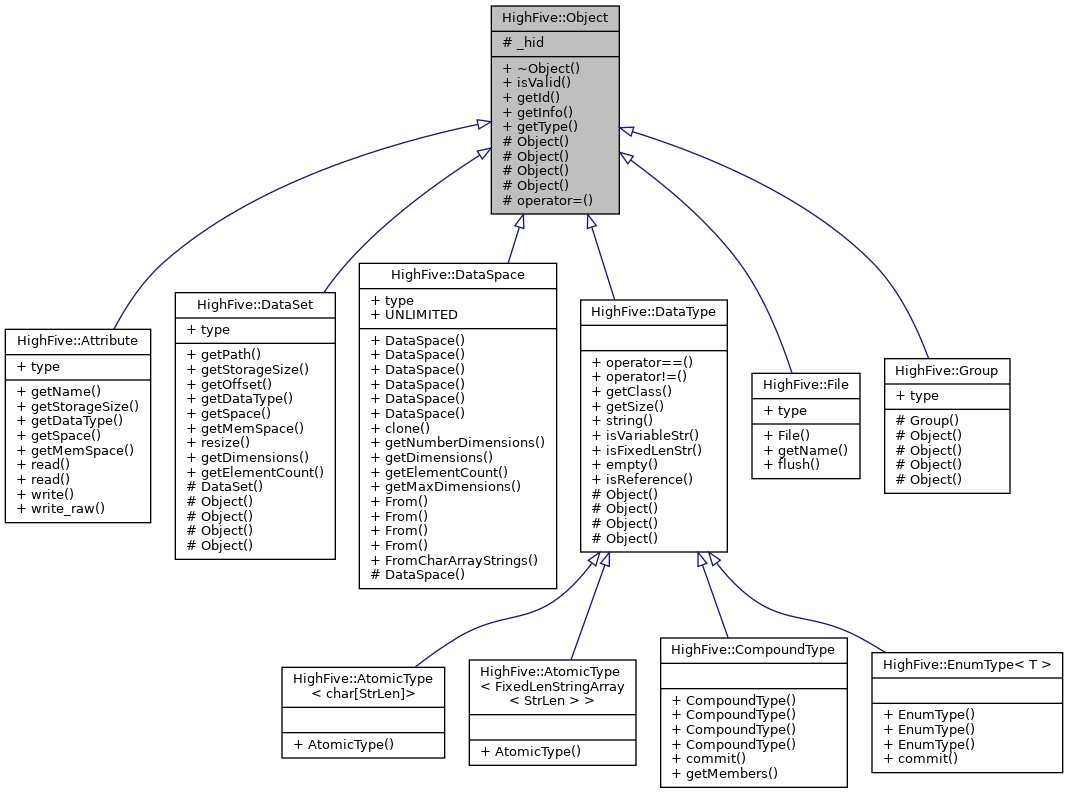 HighFive::Object
# _hid
+ ~Object()
+ isValid()
+ getId()
+ getInfo()
+ getType()
# Object()
# Object()
# Object()
# Object()
# operator=()
HighFive::Attribute
+ type
+ getName()
+ getStorageSize()
+ getDataType()
+ getSpace()
+ getMemSpace()
+ read()
+ read()
+ write()
+ write_raw()
HighFive::DataSet
+ type
+ getPath()
+ getStorageSize()
+ getOffset()
+ getDataType()
+ getSpace()
+ getMemSpace()
+ resize()
+ getDimensions()
+ getElementCount()
# DataSet()
# Object()
# Object()
# Object()
# Object()
HighFive::DataSpace
+ type
+ UNLIMITED
+ DataSpace()
+ DataSpace()
+ DataSpace()
+ DataSpace()
+ DataSpace()
+ DataSpace()
+ clone()
+ getNumberDimensions()
+ getDimensions()
+ getElementCount()
+ getMaxDimensions()
+ From()
+ From()
+ From()
+ From()
+ FromCharArrayStrings()
# DataSpace()
HighFive::DataType
+ operator==()
+ operator!=()
+ getClass()
+ getSize()
+ string()
+ isVariableStr()
+ isFixedLenStr()
+ empty()
+ isReference()
# Object()
# Object()
# Object()
# Object()
HighFive::File
+ type
+ File()
+ getName()
+ flush()
HighFive::Group
+ type
# Group()
# Object()
# Object()
# Object()
# Object()
HighFive::AtomicType
< char[StrLen]>
+ AtomicType()
HighFive::AtomicType
< FixedLenStringArray
< StrLen > >
+ AtomicType()
HighFive::CompoundType
+ CompoundType()
+ CompoundType()
+ CompoundType()
+ CompoundType()
+ commit()
+ getMembers()
HighFive::EnumType< T >
+ EnumType()
+ EnumType()
+ EnumType()
+ commit()